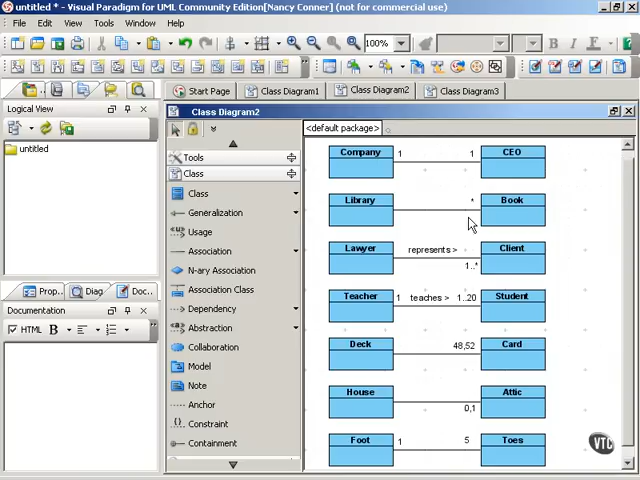 untitled * - Visual Paradigm for UML Community Edition[Nancy Conner] (not for commercial use)
File Edit View Tools Window Help
100%
Start Page Class Diagram1 Class Diagram2 Class Diagram3
Logical View
Class Diagram2
<default package>
untitled
Tools
Class
Class
Generalization
Usage
Association
N-ary Association
Association Class
Dependency
Abstraction
Collaboration
Model
Note
Anchor
Constraint
Containment
Prop... Diag Doc...
Documentation
HTML B
Company 1 1 CEO
Library * Book
Lawyer represents > 1..* Client
Teacher 1 teaches > 1..20 Student
Deck 48,52 Card
House 0,1 Attic
Foot 1 5 Toes
VTC